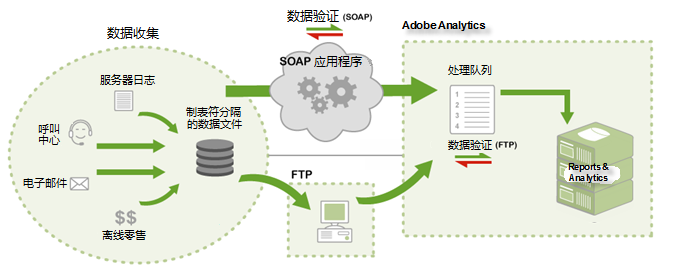 数据收集
服务器日志
呼叫
中心
电子邮件
$$
离线零售
制表符分隔
的数据文件
数据验证 (SOAP)
SOAP 应用程序
FTP
Adobe Analytics
处理队列
1
2
3
4
数据验证 (FTP)
Reports &
Analytics